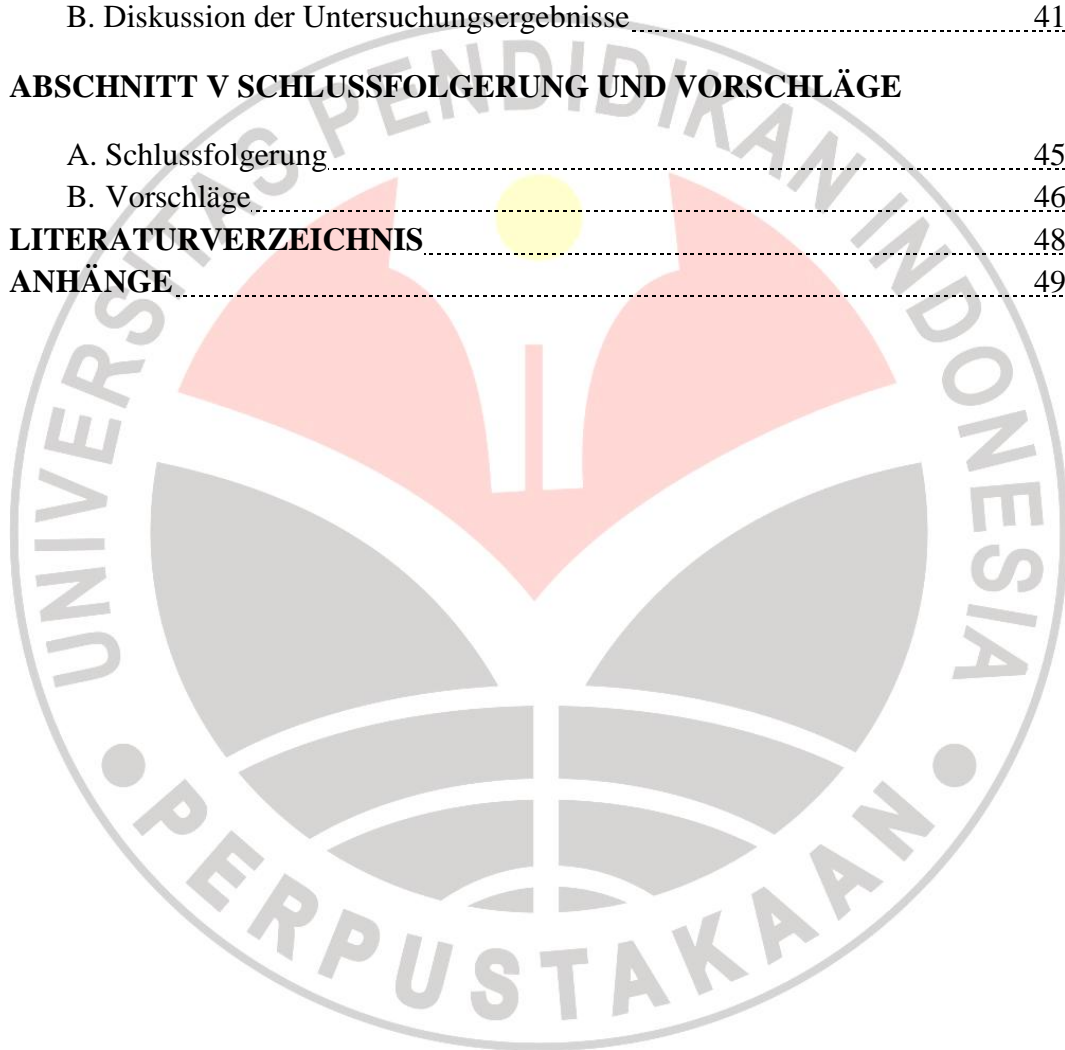 B. Diskussion der Untersuchungsergebnisse 41
ABSCHNITT V SCHLUSSFOLGERUNG UND VORSCHLÄGE
A. Schlussfolgerung 45
B. Vorschläge 46
LITERATURVERZEICHNIS 48
ANHÄNGE 49
UNIVERSITAS PENDIDIKAN INDONESIA
PERPUSTAKAAN